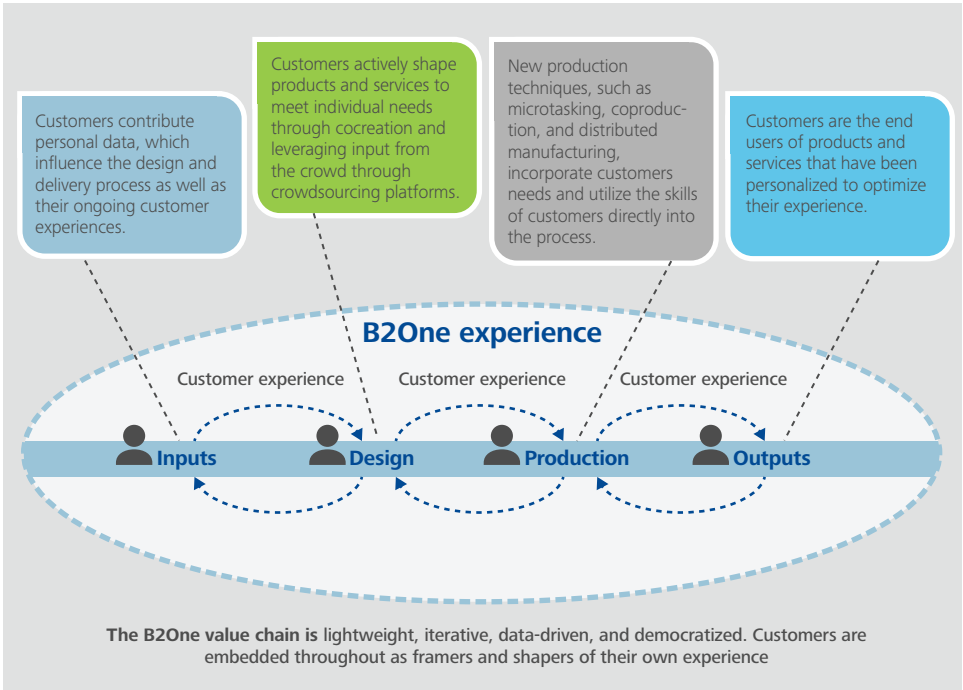 Customers contribute
personal data, which
influence the design and
delivery process as well as
their ongoing customer
experiences.
Customers actively shape
products and services to
meet individual needs
through cocreation and
leveraging input from
the crowd through
crowdsourcing platforms.
New production
techniques, such as
microtasking, coproduc-
tion, and distributed
manufacturing,
incorporate customers
needs and utilize the skills
of customers directly into
the process.
Customers are the end
users of products and
services that have been
personalized to optimize
their experience.
B2One experience
Customer experience
Customer experience
Customer experience
Inputs
Design
Production
Outputs
The B2One value chain is lightweight, iterative, data-driven, and democratized. Customers are
embedded throughout as framers and shapers of their own experience